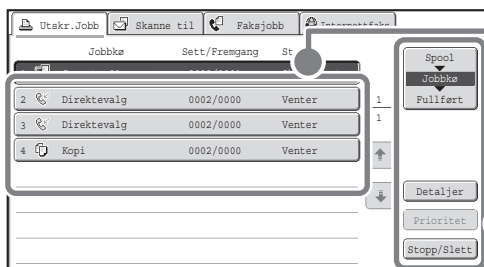 Utskr.Jobb Skanne til Faksjobb Internettfaks
Jobbkø Sett/Fremgang St
2 Direktevalg 0002/0000 Venter
3 Direktevalg 0002/0000 Venter
4 Kopi 0002/0000 Venter
1
1
Spool
Jobbkø
Fullført
Detaljer
Prioritet
Stopp/Slett